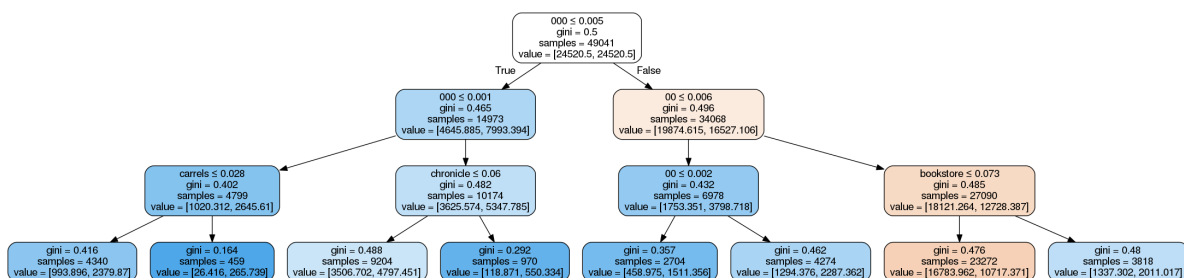 000 ≤ 0.005
gini = 0.5
samples = 49041
value = [24520.5, 24520.5]
True
False
000 ≤ 0.001
gini = 0.465
samples = 14973
value = [4645.885, 7993.394]
00 ≤ 0.006
gini = 0.496
samples = 34068
value = [19874.615, 16527.106]
carrels ≤ 0.028
gini = 0.402
samples = 4799
value = [1020.312, 2645.61]
chronicle ≤ 0.06
gini = 0.482
samples = 10174
value = [3625.574, 5347.785]
00 ≤ 0.002
gini = 0.432
samples = 6978
value = [1753.351, 3798.718]
bookstore ≤ 0.073
gini = 0.485
samples = 27090
value = [18121.264, 12728.387]
gini = 0.416
samples = 4340
value = [993.896, 2379.87]
gini = 0.164
samples = 459
value = [26.416, 265.739]
gini = 0.488
samples = 9204
value = [3506.702, 4797.451]
gini = 0.292
samples = 970
value = [118.871, 550.334]
gini = 0.357
samples = 2704
value = [458.975, 1511.356]
gini = 0.462
samples = 4274
value = [1294.376, 2287.362]
gini = 0.476
samples = 23272
value = [16783.962, 10717.371]
gini = 0.48
samples = 3818
value = [1337.302, 2011.017]